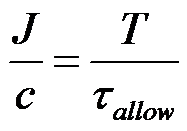 J/c = T/τ_allow